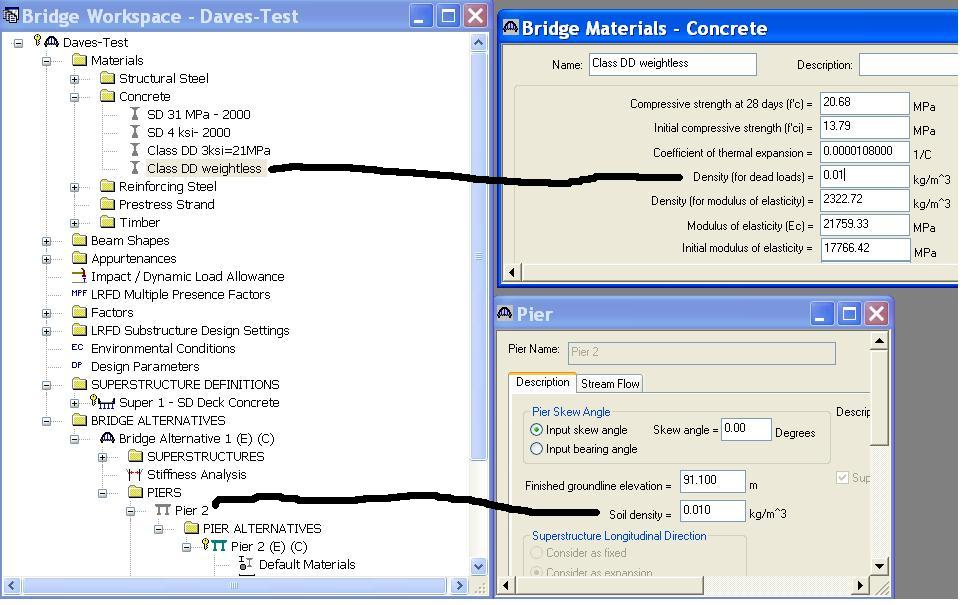 Bridge Workspace - Daves-Test
Daves-Test
Materials
Structural Steel
Concrete
SD 31 MPa - 2000
SD 4 ksi- 2000
Class DD 3ksi=21MPa
Class DD weightless
Reinforcing Steel
Prestress Strand
Timber
Beam Shapes
Appurtenances
Impact / Dynamic Load Allowance
MPF LRFD Multiple Presence Factors
Factors
LRFD Substructure Design Settings
EC Environmental Conditions
DP Design Parameters
SUPERSTRUCTURE DEFINITIONS
Super 1 - SD Deck Concrete
BRIDGE ALTERNATIVES
Bridge Alternative 1 (E) (C)
SUPERSTRUCTURES
Stiffness Analysis
PIERS
Pier 2
PIER ALTERNATIVES
Pier 2 (E) (C)
Default Materials
Bridge Materials - Concrete
Name: Class DD weightless Description:
Compressive strength at 28 days (f'c) = 20.68 MPa
Initial compressive strength (f'ci) = 13.79 MPa
Coefficient of thermal expansion = 0.0000108000 1/C
Density (for dead loads) = 0.01 kg/m^3
Density (for modulus of elasticity) = 2322.72 kg/m^3
Modulus of elasticity (Ec) = 21759.33 MPa
Initial modulus of elasticity = 17766.42 MPa
Pier
Pier Name: Pier 2
Description Stream Flow
Pier Skew Angle Descrip
Input skew angle Skew angle = 0.00 Degrees
Input bearing angle
Finished groundline elevation = 91.100 m Sup
Soil density = 0.010 kg/m^3
Superstructure Longitudinal Direction
Consider as fixed
Consider as expansion